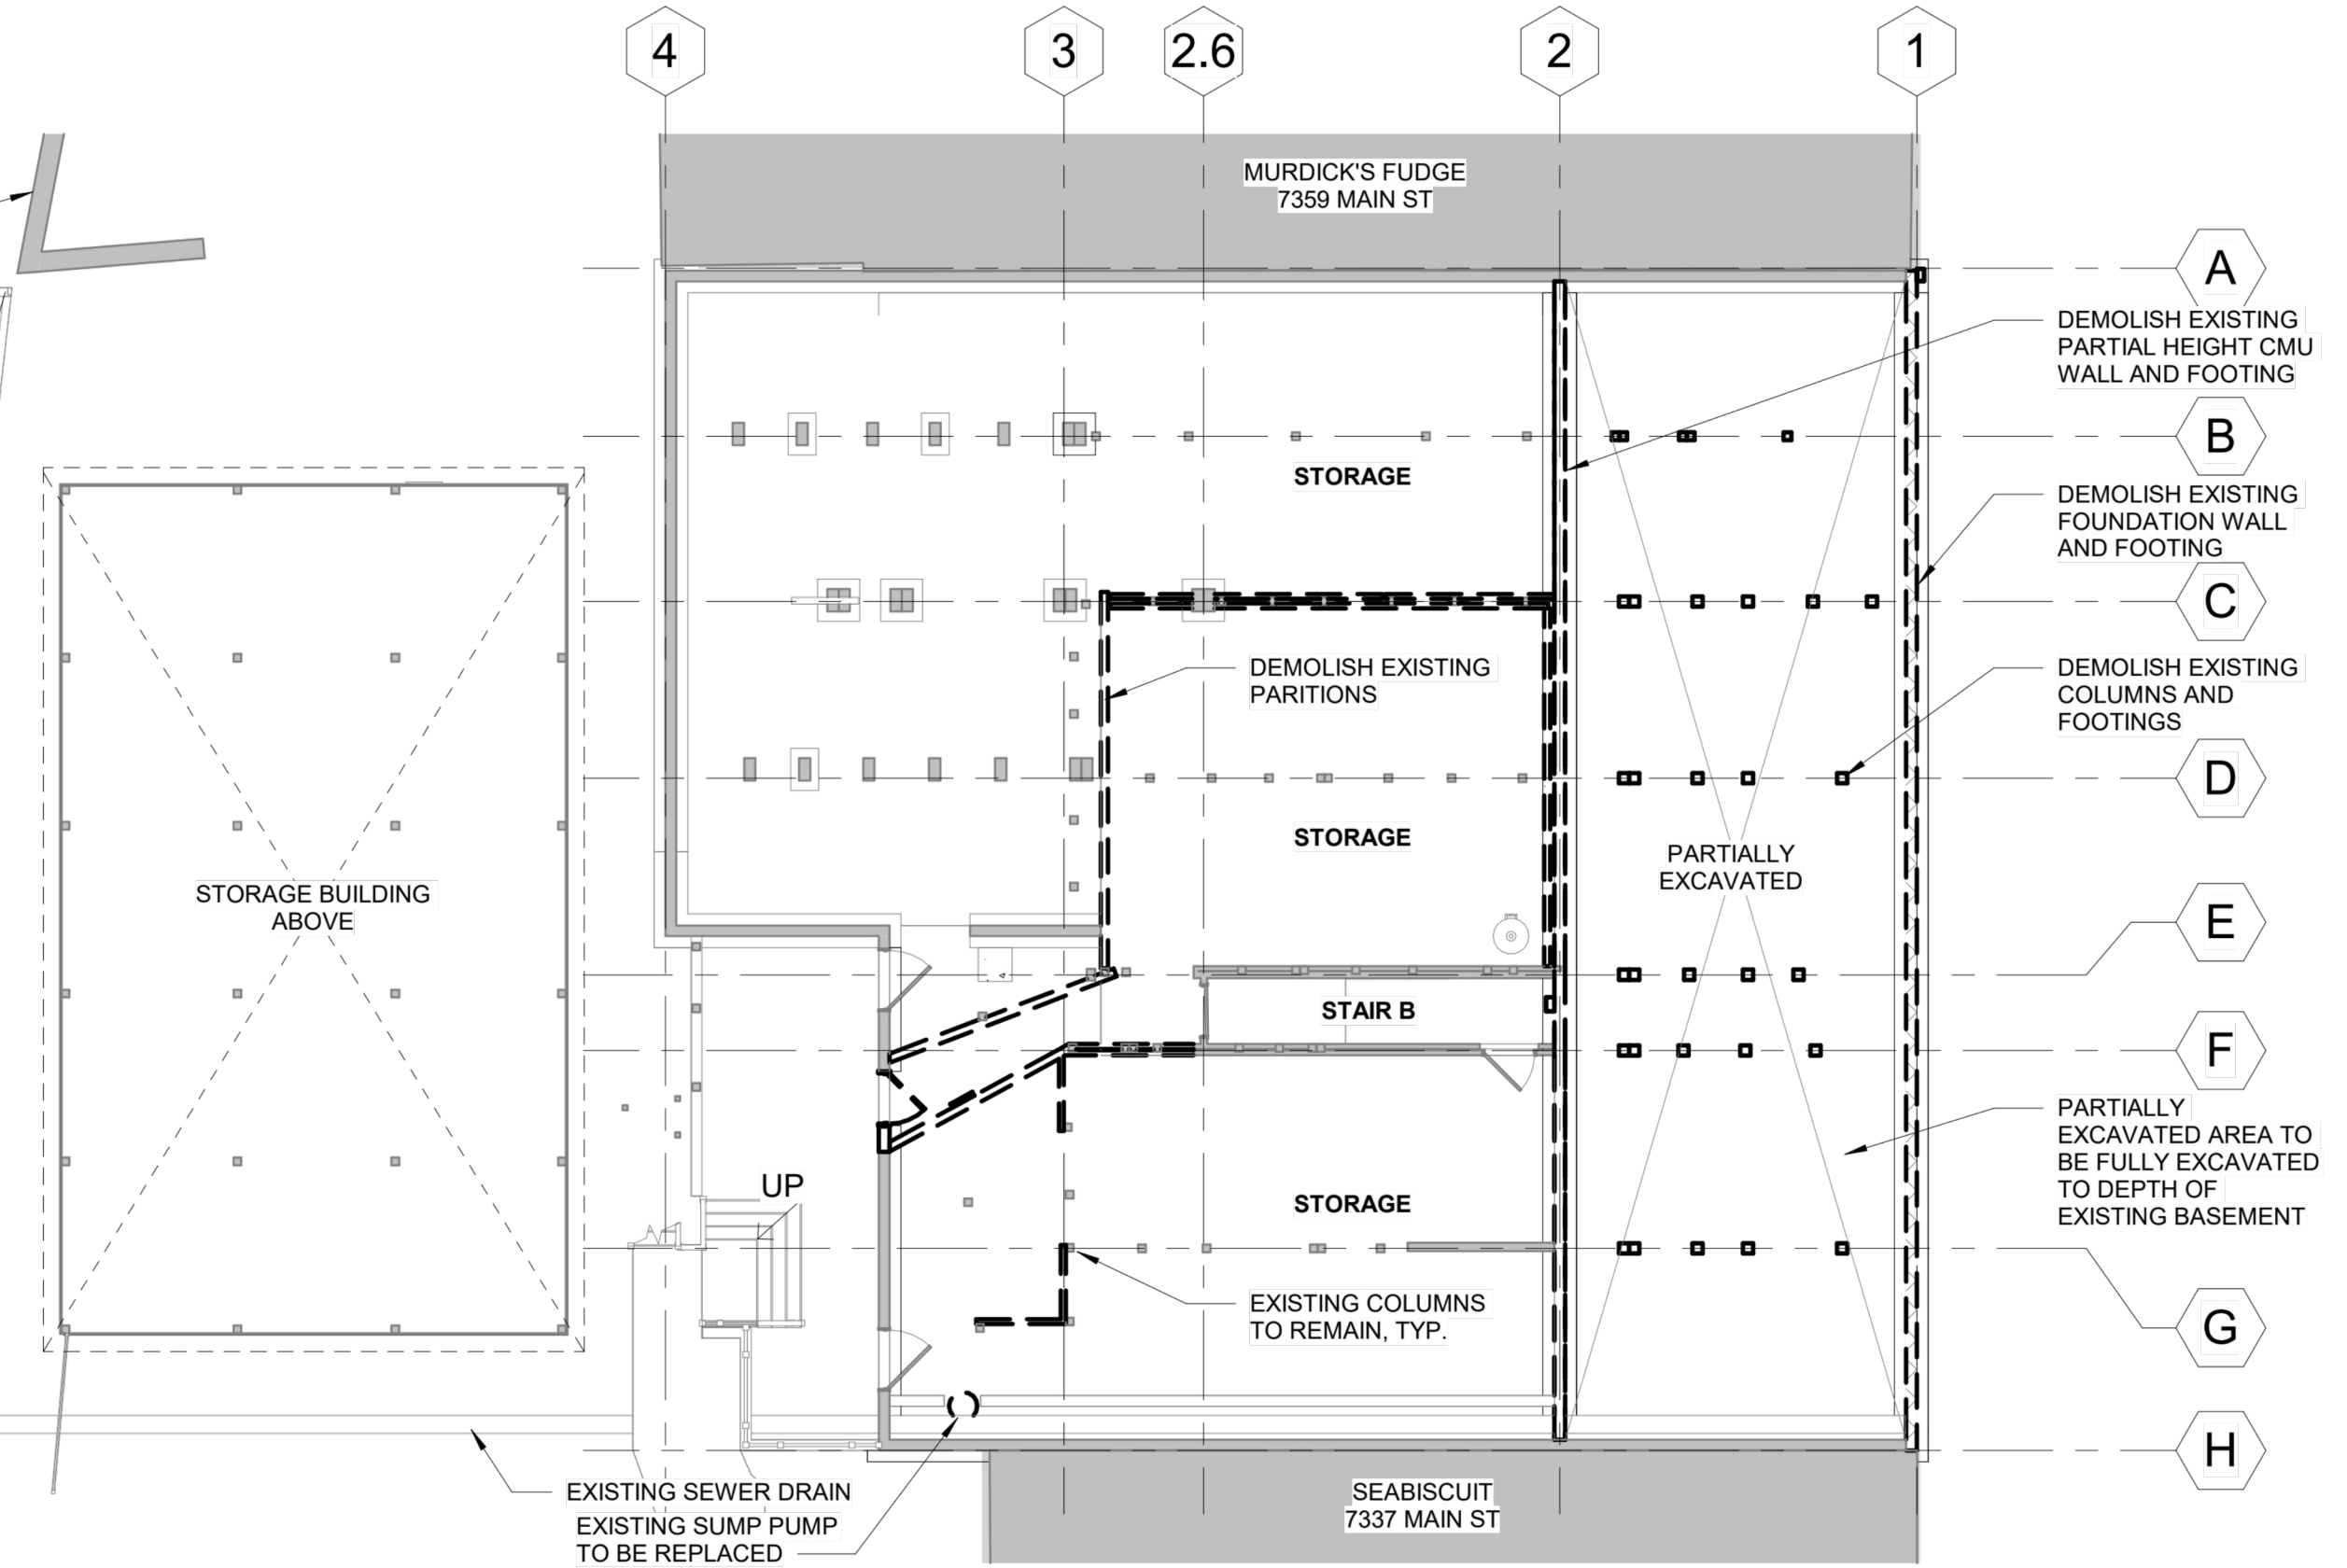 4
3
2.6
2
1
MURDICK'S FUDGE
7359 MAIN ST
A
DEMOLISH EXISTING
PARTIAL HEIGHT CMU
WALL AND FOOTING
B
STORAGE
DEMOLISH EXISTING
FOUNDATION WALL
AND FOOTING
C
DEMOLISH EXISTING
PARITIONS
DEMOLISH EXISTING
COLUMNS AND
FOOTINGS
D
STORAGE
PARTIALLY
EXCAVATED
STORAGE BUILDING
ABOVE
E
STAIR B
F
PARTIALLY
EXCAVATED AREA TO
BE FULLY EXCAVATED
TO DEPTH OF
EXISTING BASEMENT
UP
STORAGE
EXISTING COLUMNS
TO REMAIN, TYP.
G
H
EXISTING SEWER DRAIN
EXISTING SUMP PUMP
TO BE REPLACED
SEABISCUIT
7337 MAIN ST